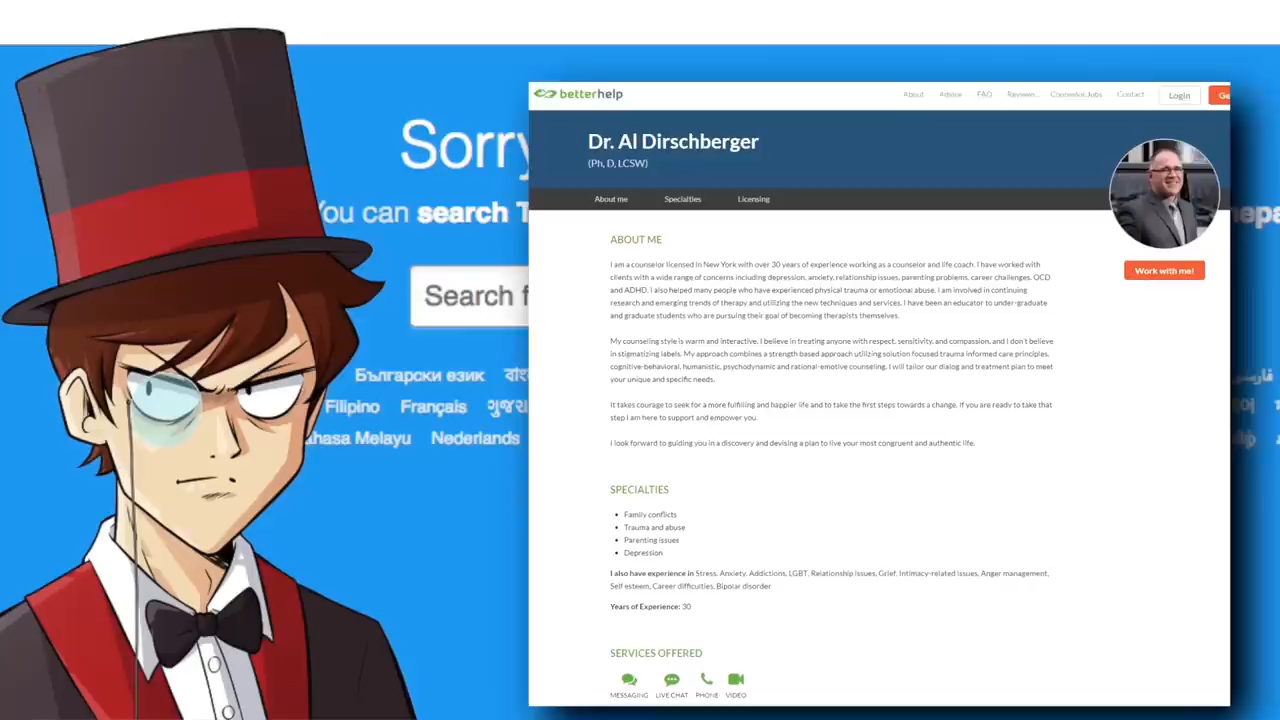 Sorry
You can search T
Search f
Български език
Filipino Français
ahasa Melayu Nederlands
betterhelp
About Advice FAQ Reviews Counselor Jobs Contact Login Ge
Dr. Al Dirschberger
(Ph, D, LCSW)
About me Specialties Licensing
Work with me!
ABOUT ME
I am a counselor licensed in New York with over 30 years of experience working as a counselor and life coach. I have worked with
clients with a wide range of concerns including depression, anxiety, relationship issues, parenting problems, career challenges, OCD
and ADHD. I also helped many people who have experienced physical trauma or emotional abuse. I am involved in continuing
research and emerging trends of therapy and utilizing the new techniques and services. I have been an educator to under-graduate
and graduate students who are pursuing their goal of becoming therapists themselves.
My counseling style is warm and interactive. I believe in treating anyone with respect, sensitivity, and compassion, and I don't believe
in stigmatizing labels. My approach combines a strength based approach utilizing solution focused trauma informed care principles,
cognitive-behavioral, humanistic, psychodynamic and rational-emotive counseling. I will tailor our dialog and treatment plan to meet
your unique and specific needs.
It takes courage to seek for a more fulfilling and happier life and to take the first steps towards a change. If you are ready to take that
step I am here to support and empower you.
I look forward to guiding you in a discovery and devising a plan to live your most congruent and authentic life.
SPECIALTIES
• Family conflicts
• Trauma and abuse
• Parenting issues
• Depression
I also have experience in Stress, Anxiety, Addictions, LGBT, Relationship issues, Grief, Intimacy-related issues, Anger management,
Self esteem, Career difficulties, Bipolar disorder
Years of Experience: 30
SERVICES OFFERED
MESSAGING LIVE CHAT PHONE VIDEO